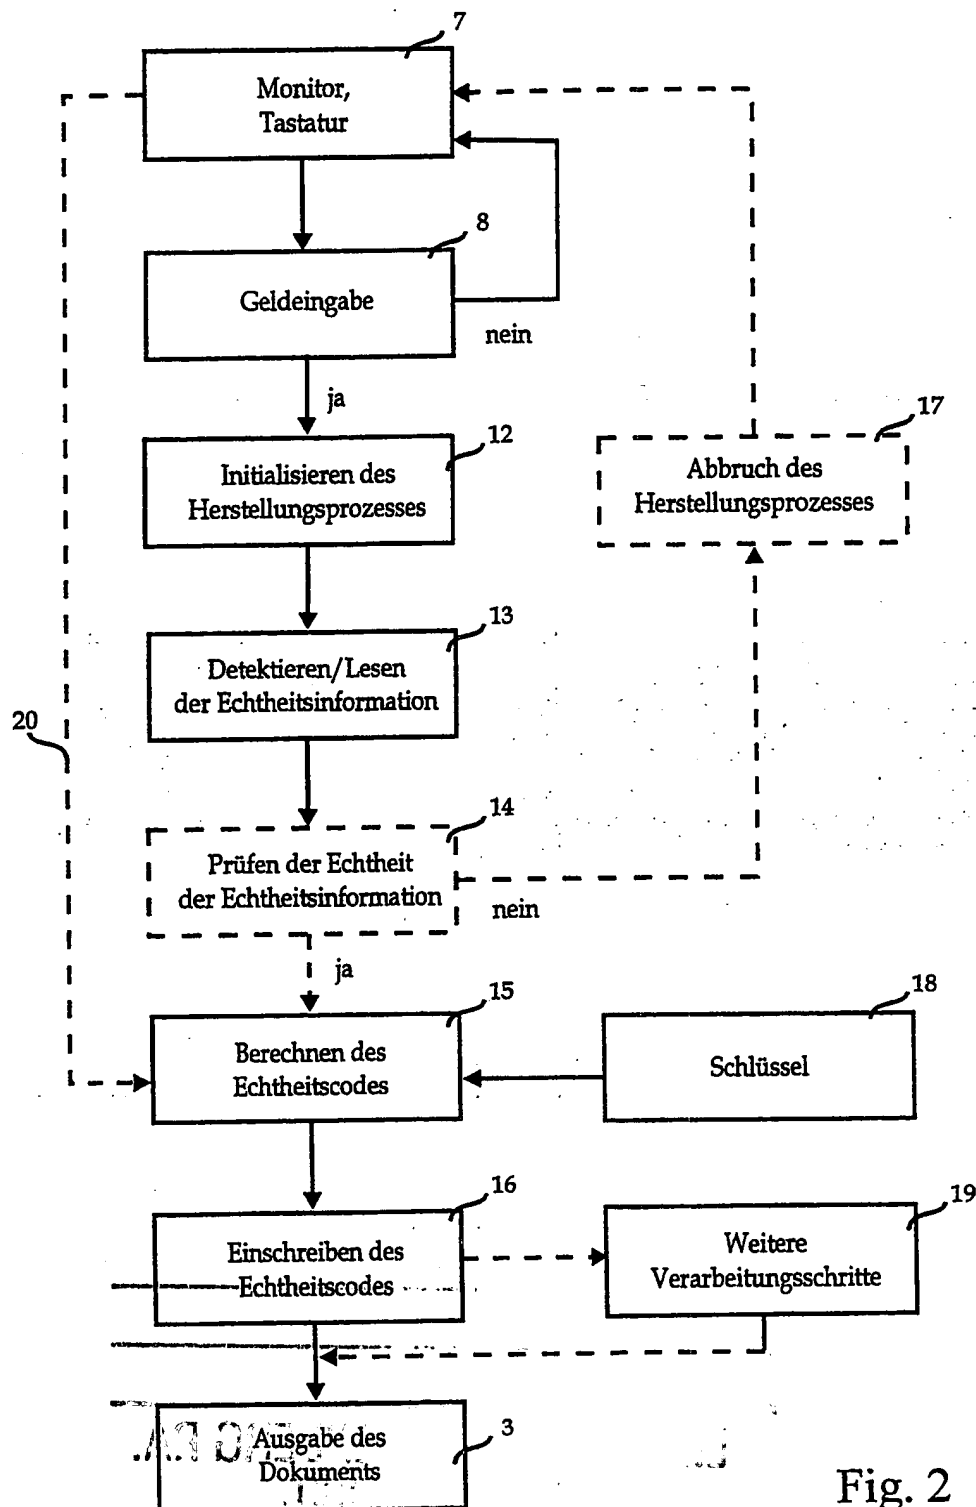 7
Monitor,
Tastatur
8
Geldeingabe
nein
ja
12
Initialisieren des
Herstellungsprozesses
17
Abbruch des
Herstellungsprozesses
13
Detektieren/Lesen
der Echtheitsinformation
20
14
Prüfen der Echtheit
der Echtheitsinformation
nein
ja
15
Berechnen des
Echtheitscodes
18
Schlüssel
16
Einschreiben des
Echtheitscodes
19
Weitere
Verarbeitungsschritte
3
Ausgabe des
Dokuments
Fig. 2